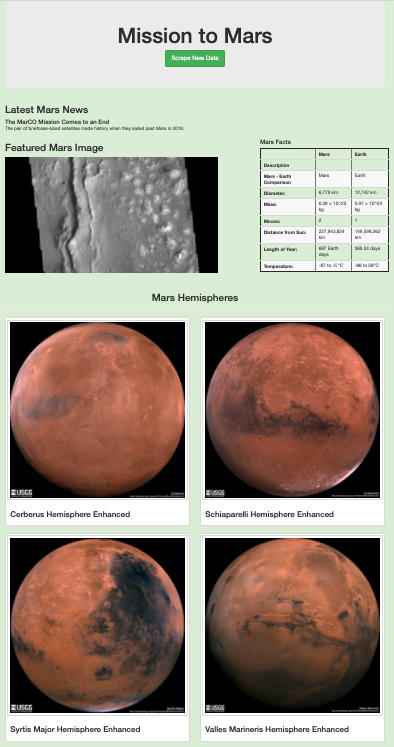 Mission to Mars
Scrape New Data
Latest Mars News
The MarCO Mission Comes to an End
The pair of briefcase-sized satellites made history when they sailed past Mars in 2018.
Featured Mars Image
Mars Facts
Mars Earth
Description
Mars - Earth Comparison Mars Earth
Diameter: 6,779 km 12,742 km
Mass: 6.39 × 10^23 kg 5.97 × 10^24 kg
Moons: 2 1
Distance from Sun: 227,943,824 km 149,598,262 km
Length of Year: 687 Earth days 365.24 days
Temperature: -87 to -5 °C -88 to 58°C
Mars Hemispheres
USGS
Cerberus Hemisphere Enhanced
USGS
Schiaparelli Hemisphere Enhanced
USGS
Syrtis Major Hemisphere Enhanced
USGS
Valles Marineris Hemisphere Enhanced